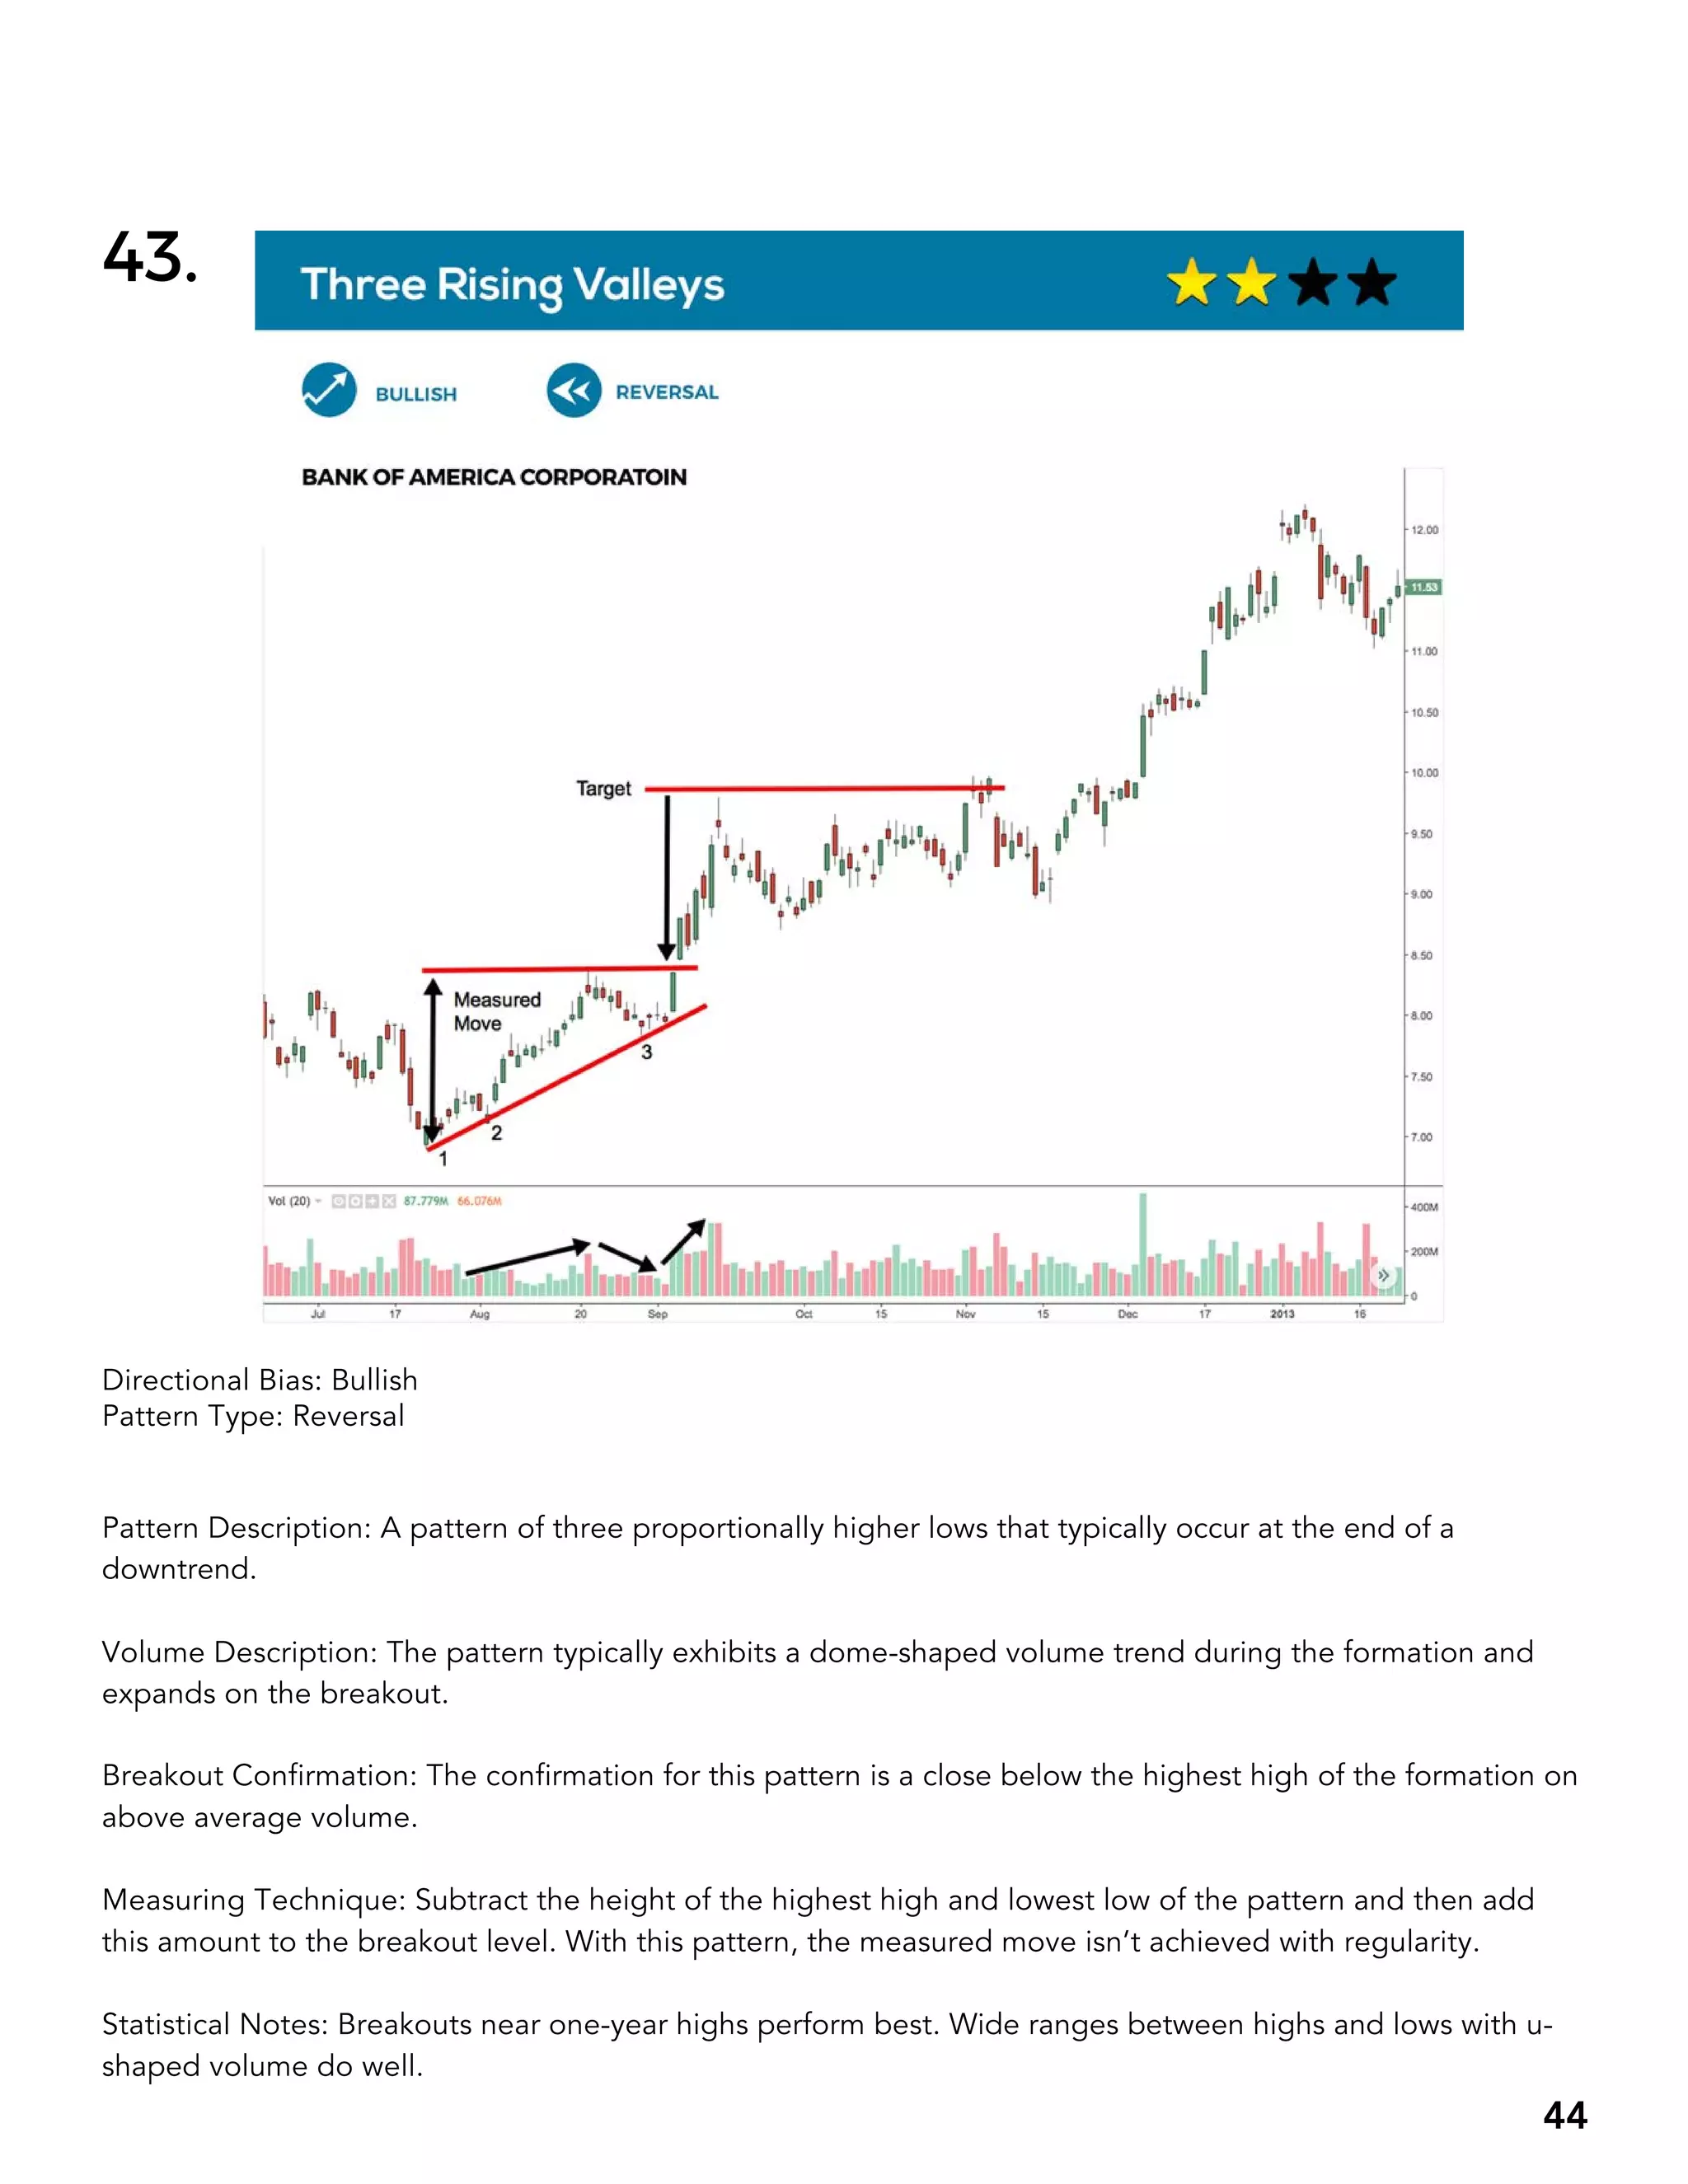 43.
Three Rising Valleys
BULLISH
REVERSAL
BANK OF AMERICA CORPORATOIN
12.00
11.53
11.00
10.50
Target
10.00
9.50
9.00
8.50
Measured
Move
8.00
3
7.50
2
7.00
1
Vol (20) 87.779M 66.076M
400M
200M
0
Jul 17 Aug 20 Sep Oct 15 Nov 15 Dec 17 2013 16
Directional Bias: Bullish
Pattern Type: Reversal
Pattern Description: A pattern of three proportionally higher lows that typically occur at the end of a
downtrend.
Volume Description: The pattern typically exhibits a dome-shaped volume trend during the formation and
expands on the breakout.
Breakout Confirmation: The confirmation for this pattern is a close below the highest high of the formation on
above average volume.
Measuring Technique: Subtract the height of the highest high and lowest low of the pattern and then add
this amount to the breakout level. With this pattern, the measured move isn’t achieved with regularity.
Statistical Notes: Breakouts near one-year highs perform best. Wide ranges between highs and lows with u-
shaped volume do well.
44